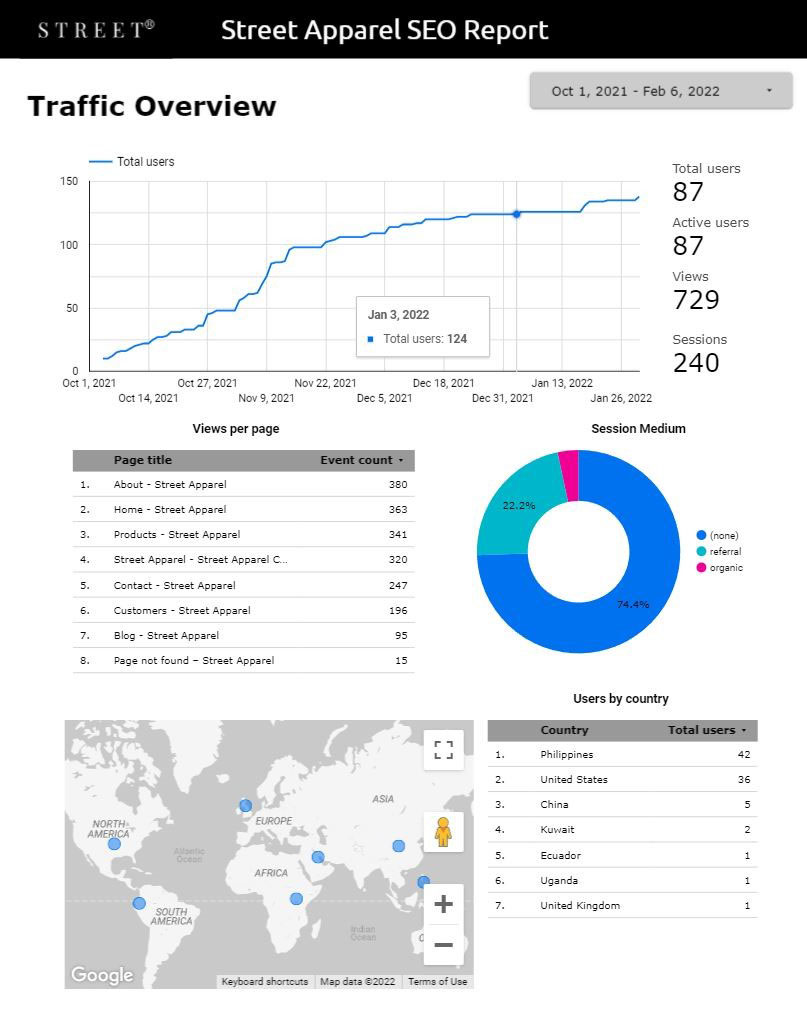 STREET®
Street Apparel SEO Report
Traffic Overview
Oct 1, 2021 - Feb 6, 2022
Total users
150
100
50
0
Jan 3, 2022
Total users: 124
Oct 1, 2021
Oct 14, 2021
Oct 27, 2021
Nov 9, 2021
Nov 22, 2021
Dec 5, 2021
Dec 18, 2021
Dec 31, 2021
Jan 13, 2022
Jan 26, 2022
Total users
87
Active users
87
Views
729
Sessions
240
Views per page
Page title Event count
1. About - Street Apparel 380
2. Home - Street Apparel 363
3. Products - Street Apparel 341
4. Street Apparel - Street Apparel C... 320
5. Contact - Street Apparel 247
6. Customers - Street Apparel 196
7. Blog - Street Apparel 95
8. Page not found – Street Apparel 15
Session Medium
22.2%
74.4%
(none)
referral
organic
NORTH
AMERICA
Atlantic
Ocean
EUROPE
ASIA
AFRICA
SOUTH
AMERICA
Indian
Ocean
O
Google
Keyboard shortcuts
Map data ©2022
Terms of Use
Users by country
Country Total users
1. Philippines 42
2. United States 36
3. China 5
4. Kuwait 2
5. Ecuador 1
6. Uganda 1
7. United Kingdom 1